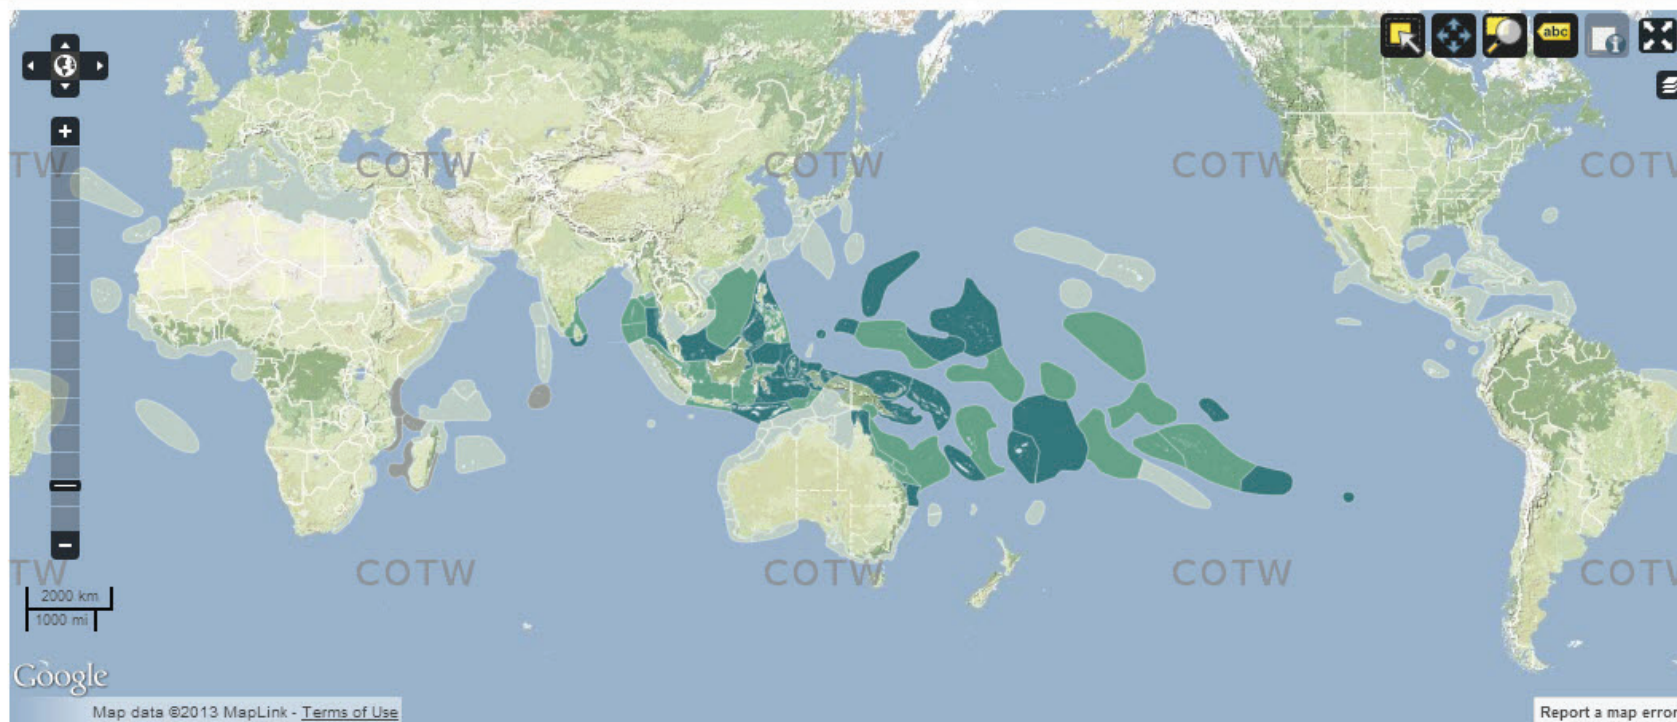 abc
TW COTW COTW COTW COTW
TW COTW COTW COTW COTW
2000 km
1000 mi
Google
Map data ©2013 MapLink - Terms of Use
Report a map error